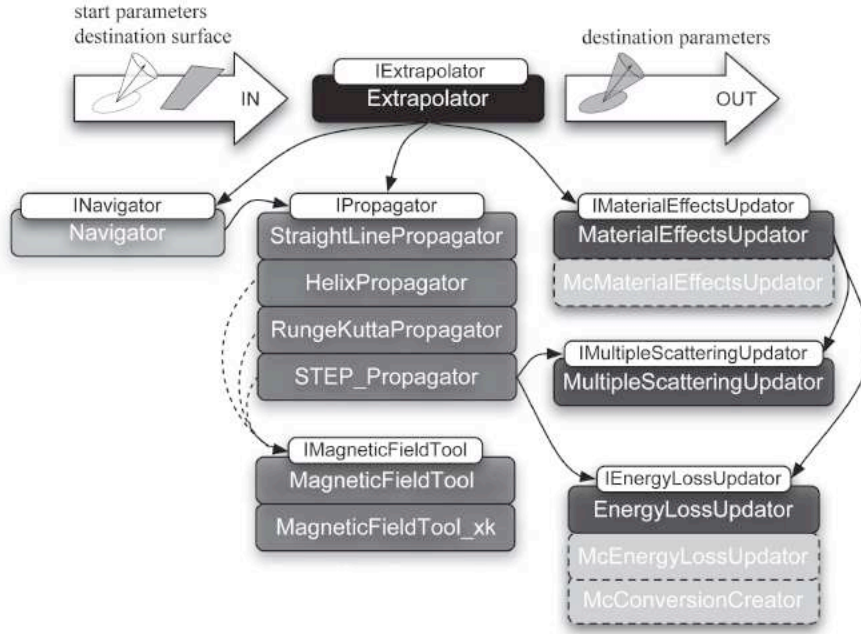 start parameters
destination surface
IN
IExtrapolator
Extrapolator
destination parameters
OUT
INavigator
Navigator
IPropagator
StraightLinePropagator
HelixPropagator
RungeKuttaPropagator
STEP_Propagator
IMagneticFieldTool
MagneticFieldTool
MagneticFieldTool_xk
IMaterialEffectsUpdator
MaterialEffectsUpdator
McMaterialEffectsUpdator
IMultipleScatteringUpdator
MultipleScatteringUpdator
IEnergyLossUpdator
EnergyLossUpdator
McEnergyLossUpdator
McConversionCreator